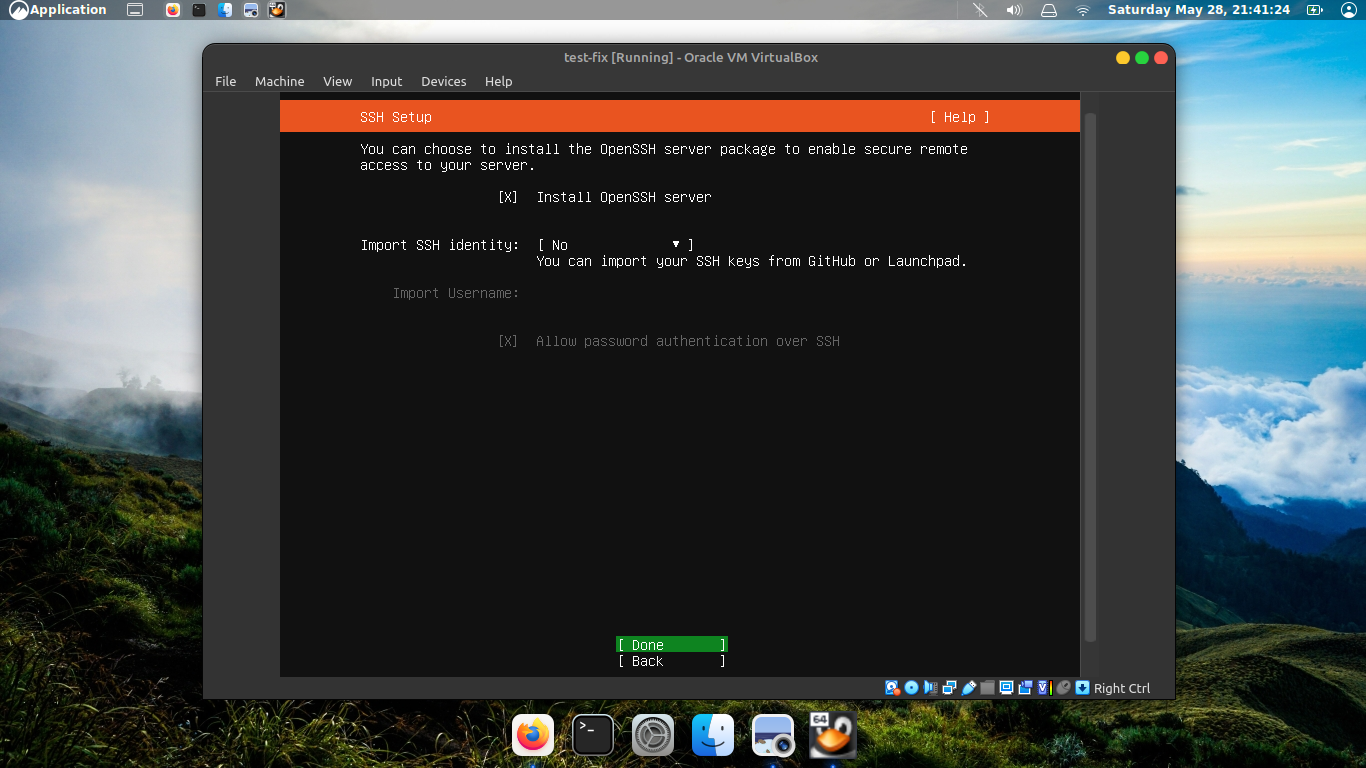 Application
Saturday May 28, 21:41:24
test-fix [Running] - Oracle VM VirtualBox
File Machine View Input Devices Help
SSH Setup [ Help ]
You can choose to install the OpenSSH server package to enable secure remote
access to your server.
[X] Install OpenSSH server
Import SSH identity: [ No ▾ ]
You can import your SSH keys from GitHub or Launchpad.
Import Username:
[X] Allow password authentication over SSH
[ Done ]
[ Back ]
Right Ctrl
>_
64